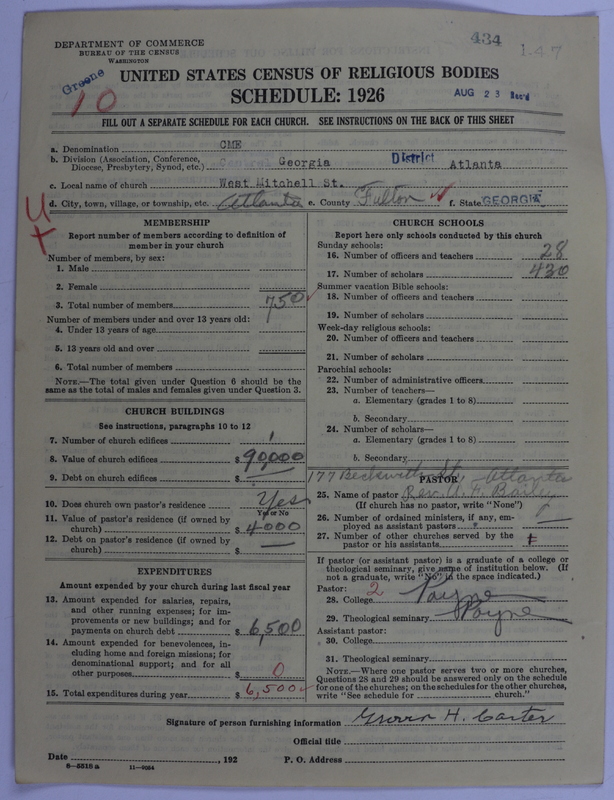 434
147
DEPARTMENT OF COMMERCE
BUREAU OF THE CENSUS
WASHINGTON
Greene
10
UNITED STATES CENSUS OF RELIGIOUS BODIES
SCHEDULE: 1926
AUG 23 Rec'd
FILL OUT A SEPARATE SCHEDULE FOR EACH CHURCH. SEE INSTRUCTIONS ON THE BACK OF THIS SHEET
a. Denomination CME
b. Division (Association, Conference, Diocese, Presbytery, Synod, etc.) Central Georgia District Atlanta
c. Local name of church West Mitchell St.
d. City, town, village, or township, etc. Atlanta e. County Fulton f. State GEORGIA
MEMBERSHIP
Report number of members according to definition of
member in your church
Number of members, by sex:
1. Male
2. Female
3. Total number of members 750
Number of members under and over 13 years old:
4. Under 13 years of age
5. 13 years old and over
6. Total number of members
NOTE.—The total given under Question 6 should be the
same as the total of males and females given under Question 3.
CHURCH BUILDINGS
See instructions, paragraphs 10 to 12
7. Number of church edifices 1
8. Value of church edifices $ 90,000
9. Debt on church edifices $ —
10. Does church own pastor's residence Yes
Yes or No
11. Value of pastor's residence (if owned by
church) $ 4000
12. Debt on pastor's residence (if owned by
church) $ —
EXPENDITURES
Amount expended by your church during last fiscal year
13. Amount expended for salaries, repairs,
and other running expenses; for im-
provements or new buildings; and for
payments on church debt $ 6,500
14. Amount expended for benevolences, in-
cluding home and foreign missions; for
denominational support; and for all
other purposes $ 0
15. Total expenditures during year $ 6,500
CHURCH SCHOOLS
Report here only schools conducted by this church
Sunday schools:
16. Number of officers and teachers 28
17. Number of scholars 430
Summer vacation Bible schools:
18. Number of officers and teachers
19. Number of scholars
Week-day religious schools:
20. Number of officers and teachers
21. Number of scholars
Parochial schools:
22. Number of administrative officers
23. Number of teachers—
a. Elementary (grades 1 to 8)
b. Secondary
24. Number of scholars—
a. Elementary (grades 1 to 8)
b. Secondary
177 Beckwith St. Atlanta
PASTOR
25. Name of pastor Rev.
(If church has no pastor, write "None")
26. Number of ordained ministers, if any, em-
ployed as assistant pastors —
27. Number of other churches served by the
pastor or his assistants
If pastor (or assistant pastor) is a graduate of a college or
theological seminary, give name of institution below. (If
not a graduate, write "No" in the space indicated.)
Pastor:
28. College 2 Payne
29. Theological seminary Payne
Assistant pastor:
30. College
31. Theological seminary
NOTE.—Where one pastor serves two or more churches,
Questions 28 and 29 should be answered only on the schedule
for one of the churches; on the schedules for the other churches,
write "See schedule for church."
Signature of person furnishing information H. Carter
Official title
Date , 192 P. O. Address
6—5518 a 11—9064